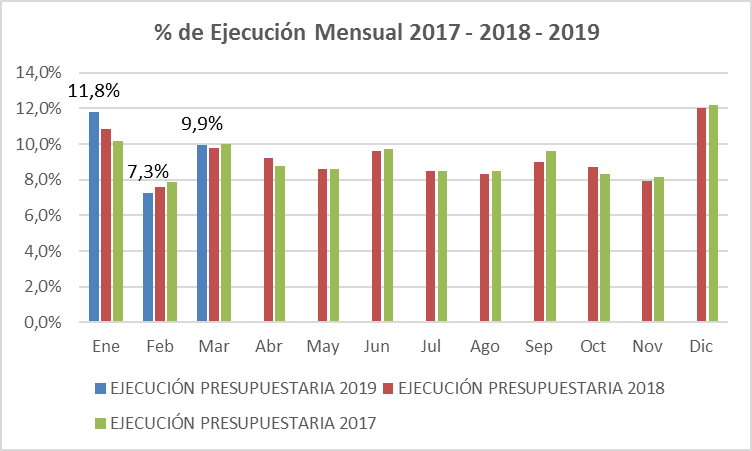 % de Ejecución Mensual 2017 - 2018 - 2019
14,0%
12,0%
10,0%
8,0%
6,0%
4,0%
2,0%
0,0%
11,8%
7,3%
9,9%
Ene Feb Mar Abr May Jun Jul Ago Sep Oct Nov Dic
EJECUCIÓN PRESUPUESTARIA 2019 EJECUCIÓN PRESUPUESTARIA 2018
EJECUCIÓN PRESUPUESTARIA 2017